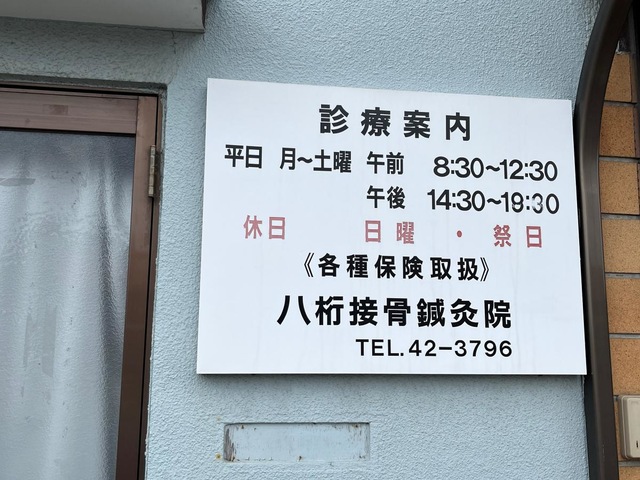 診療案内
平日 月～土曜 午前 8:30～12:30
午後 14:30～19:30
休日 日曜・祭日
《各種保険取扱》
八桁接骨鍼灸院
TEL.42-3796